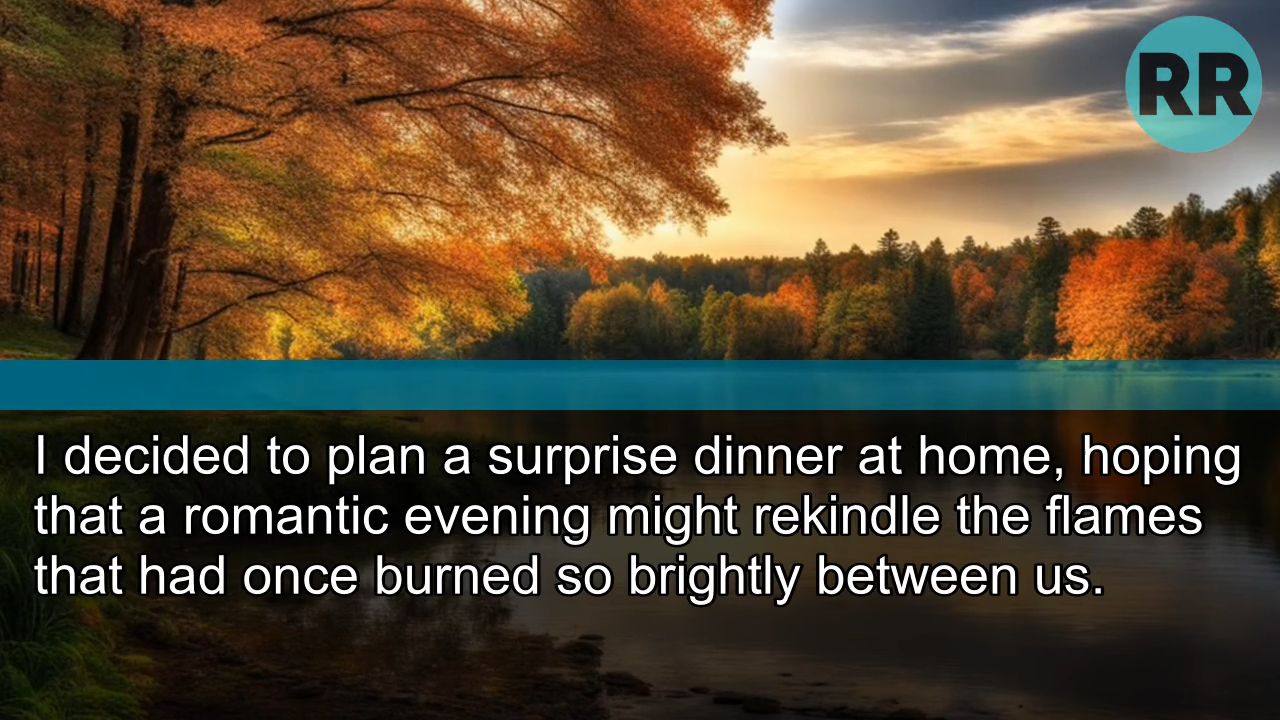 RR
I decided to plan a surprise dinner at home, hoping
that a romantic evening might rekindle the flames
that had once burned so brightly between us.